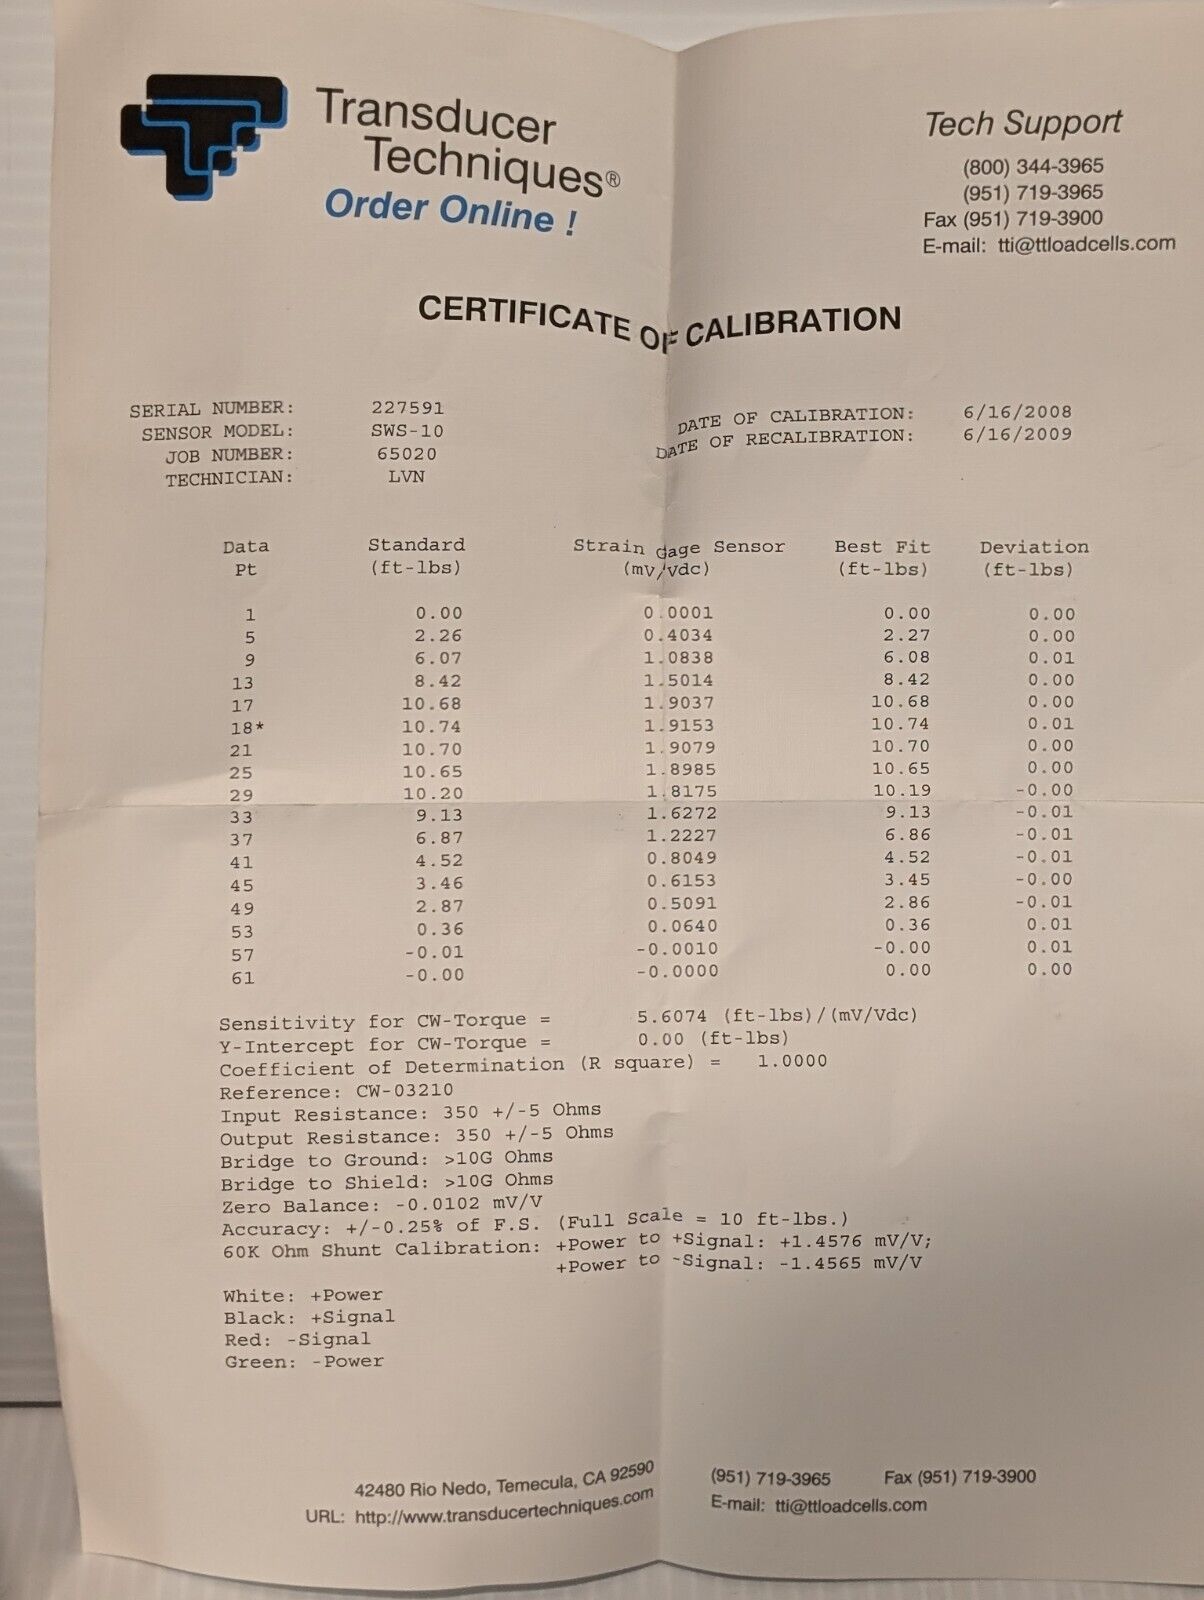 Transducer
Techniques®
Order Online !
Tech Support
(800) 344-3965
(951) 719-3965
Fax (951) 719-3900
E-mail: tti@ttloadcells.com
CERTIFICATE OF CALIBRATION
SERIAL NUMBER: 227591
SENSOR MODEL: SWS-10
JOB NUMBER: 65020
TECHNICIAN: LVN
DATE OF CALIBRATION: 6/16/2008
DATE OF RECALIBRATION: 6/16/2009
Data Standard Strain Gage Sensor Best Fit Deviation
Pt (ft-lbs) (mV/Vdc) (ft-lbs) (ft-lbs)
1 0.00 0.0001 0.00 0.00
5 2.26 0.4034 2.27 0.00
9 6.07 1.0838 6.08 0.01
13 8.42 1.5014 8.42 0.00
17 10.68 1.9037 10.68 0.00
18* 10.74 1.9153 10.74 0.01
21 10.70 1.9079 10.70 0.00
25 10.65 1.8985 10.65 0.00
29 10.20 1.8175 10.19 -0.00
33 9.13 1.6272 9.13 -0.01
37 6.87 1.2227 6.86 -0.01
41 4.52 0.8049 4.52 -0.01
45 3.46 0.6153 3.45 -0.00
49 2.87 0.5091 2.86 -0.01
53 0.36 0.0640 0.36 0.01
57 -0.01 -0.0010 -0.00 0.01
61 -0.00 -0.0000 0.00 0.00
Sensitivity for CW-Torque = 5.6074 (ft-lbs)/(mV/Vdc)
Y-Intercept for CW-Torque = 0.00 (ft-lbs)
Coefficient of Determination (R square) = 1.0000
Reference: CW-03210
Input Resistance: 350 +/-5 Ohms
Output Resistance: 350 +/-5 Ohms
Bridge to Ground: >10G Ohms
Bridge to Shield: >10G Ohms
Zero Balance: -0.0102 mV/V
Accuracy: +/-0.25% of F.S. (Full Scale = 10 ft-lbs.)
60K Ohm Shunt Calibration: +Power to +Signal: +1.4576 mV/V;
+Power to -Signal: -1.4565 mV/V
White: +Power
Black: +Signal
Red: -Signal
Green: -Power
42480 Rio Nedo, Temecula, CA 92590 (951) 719-3965 Fax (951) 719-3900
URL: http://www.transducertechniques.com E-mail: tti@ttloadcells.com